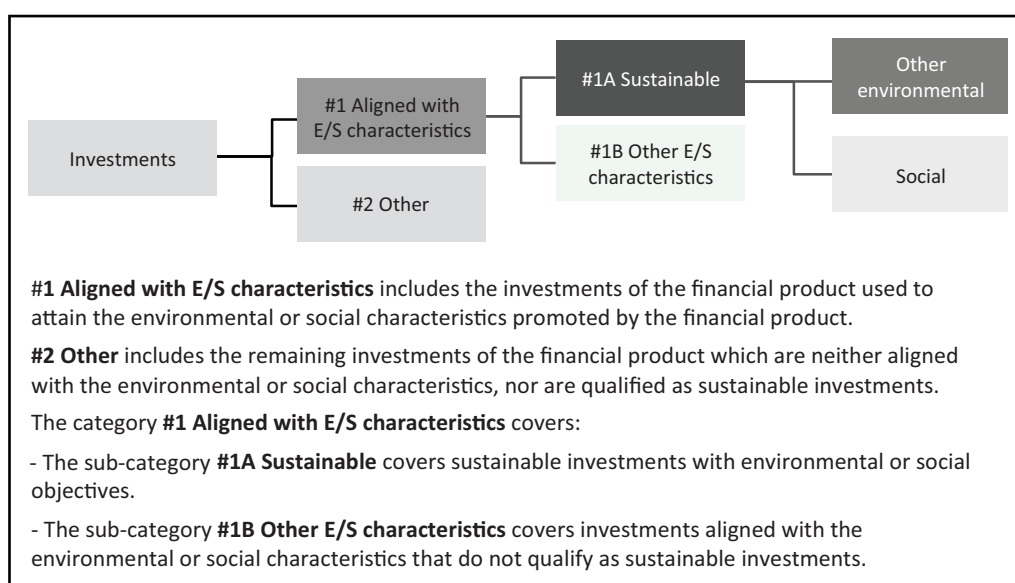 Investments
#1 Aligned with
E/S characteristics
#2 Other
#1A Sustainable
#1B Other E/S
characteristics
Other
environmental
Social
#1 Aligned with E/S characteristics includes the investments of the financial product used to
attain the environmental or social characteristics promoted by the financial product.
#2 Other includes the remaining investments of the financial product which are neither aligned
with the environmental or social characteristics, nor are qualified as sustainable investments.
The category #1 Aligned with E/S characteristics covers:
- The sub-category #1A Sustainable covers sustainable investments with environmental or social
objectives.
- The sub-category #1B Other E/S characteristics covers investments aligned with the
environmental or social characteristics that do not qualify as sustainable investments.